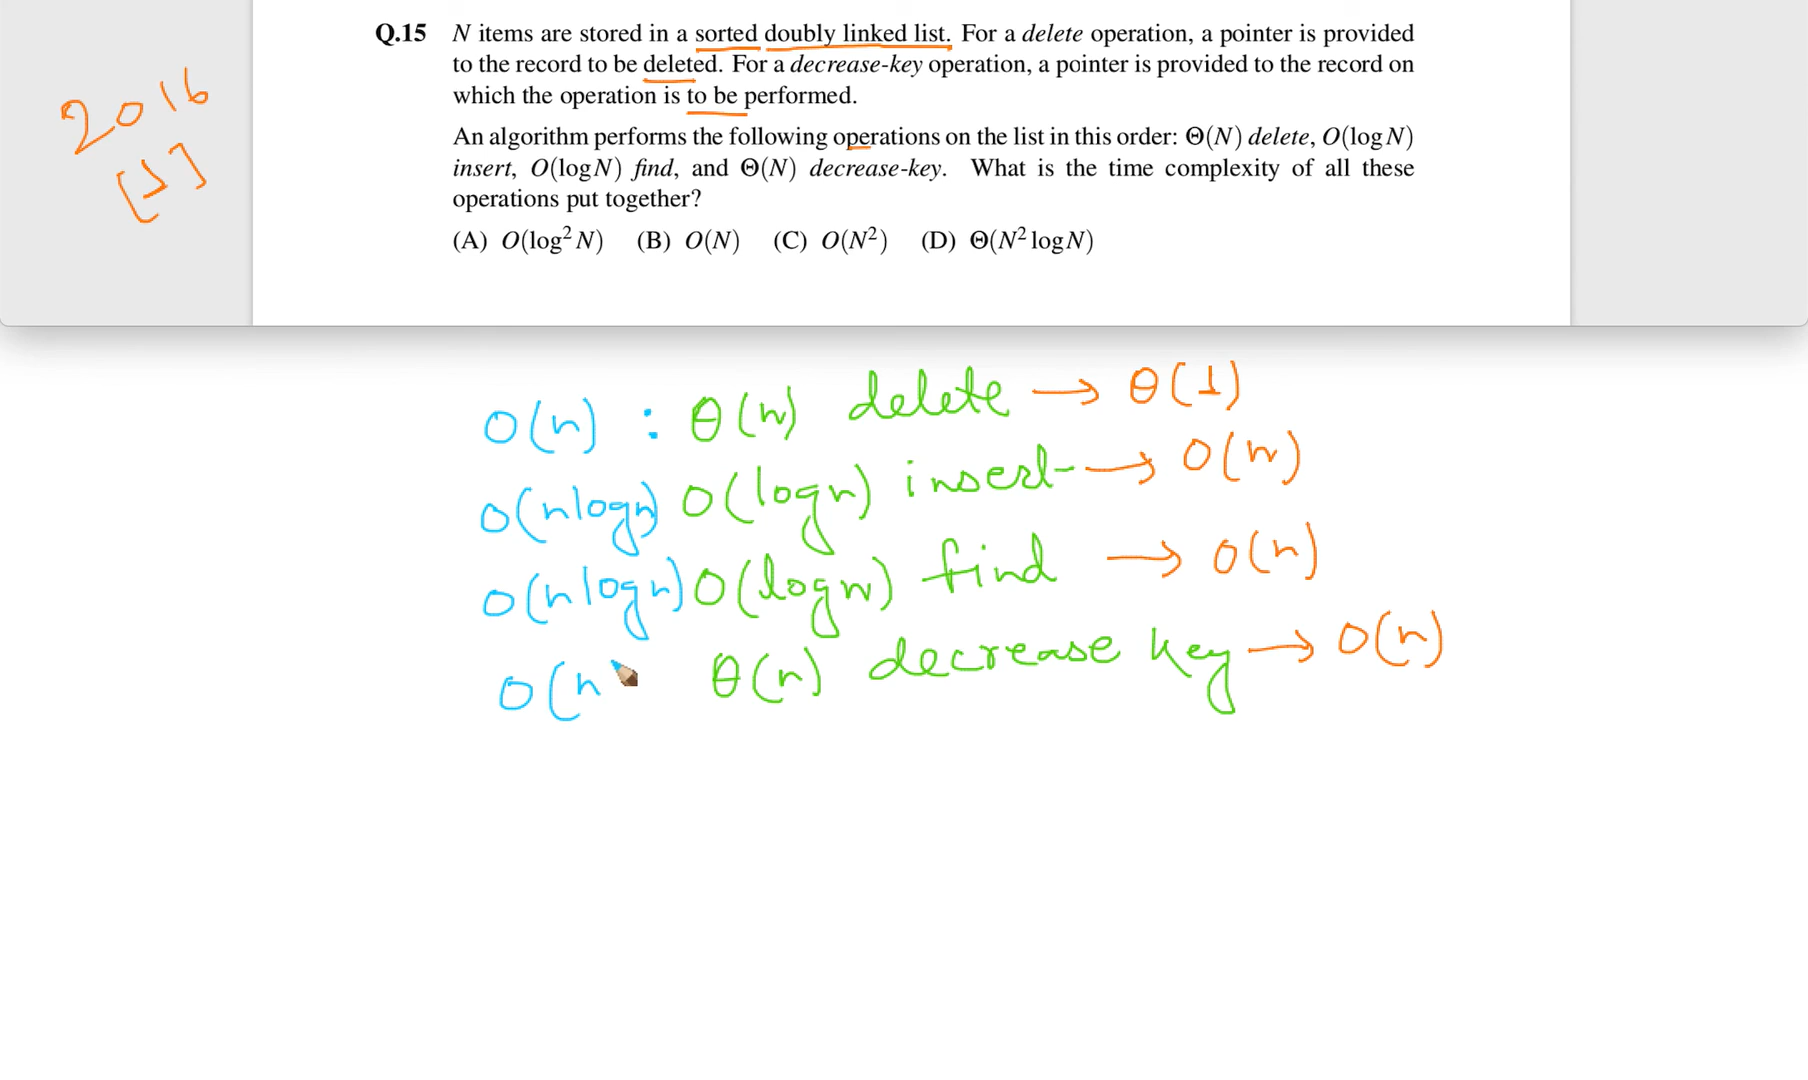 Q.15 N items are stored in a sorted doubly linked list. For a delete operation, a pointer is provided
to the record to be deleted. For a decrease-key operation, a pointer is provided to the record on
which the operation is to be performed.
An algorithm performs the following operations on the list in this order: Θ(N) delete, O(log N)
insert, O(log N) find, and Θ(N) decrease-key. What is the time complexity of all these
operations put together?
(A) O(log² N) (B) O(N) (C) O(N²) (D) Θ(N² log N)
2016
[1]
O(n) : θ(n) delete → θ(1)
O(nlogn) O(logn) insert → O(n)
O(nlogn) O(logn) find → O(n)
O(n θ(n) decrease key → O(n)